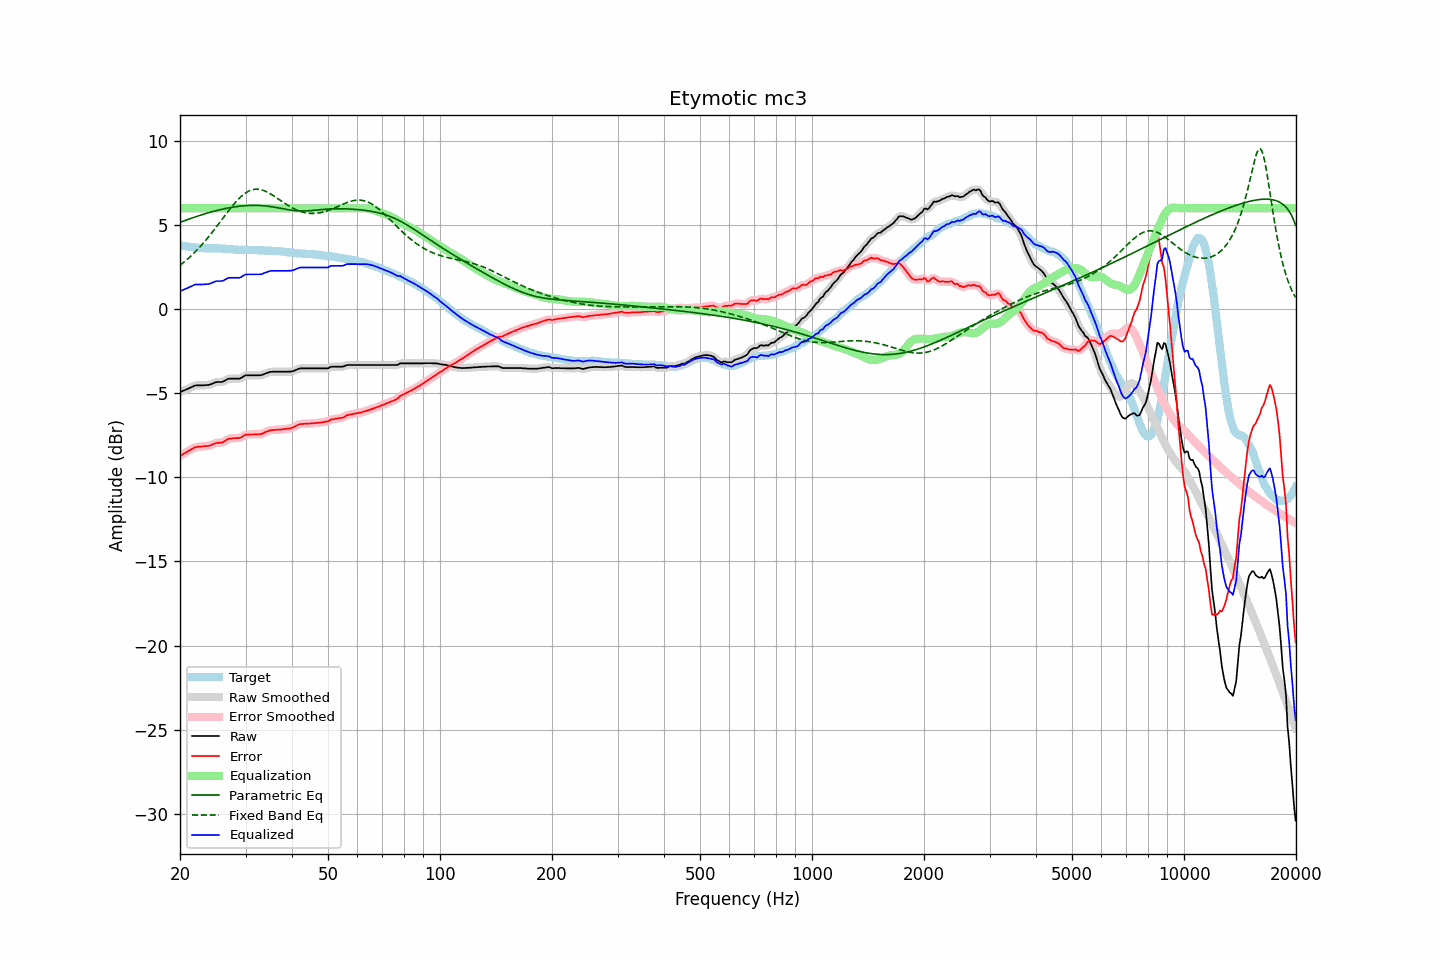 Etymotic mc3
10
5
0
−5
−10
−15
−20
−25
−30
Amplitude (dBr)
Target
Raw Smoothed
Error Smoothed
Raw
Error
Equalization
Parametric Eq
Fixed Band Eq
Equalized
20 50 100 200 500 1000 2000 5000 10000 20000
Frequency (Hz)